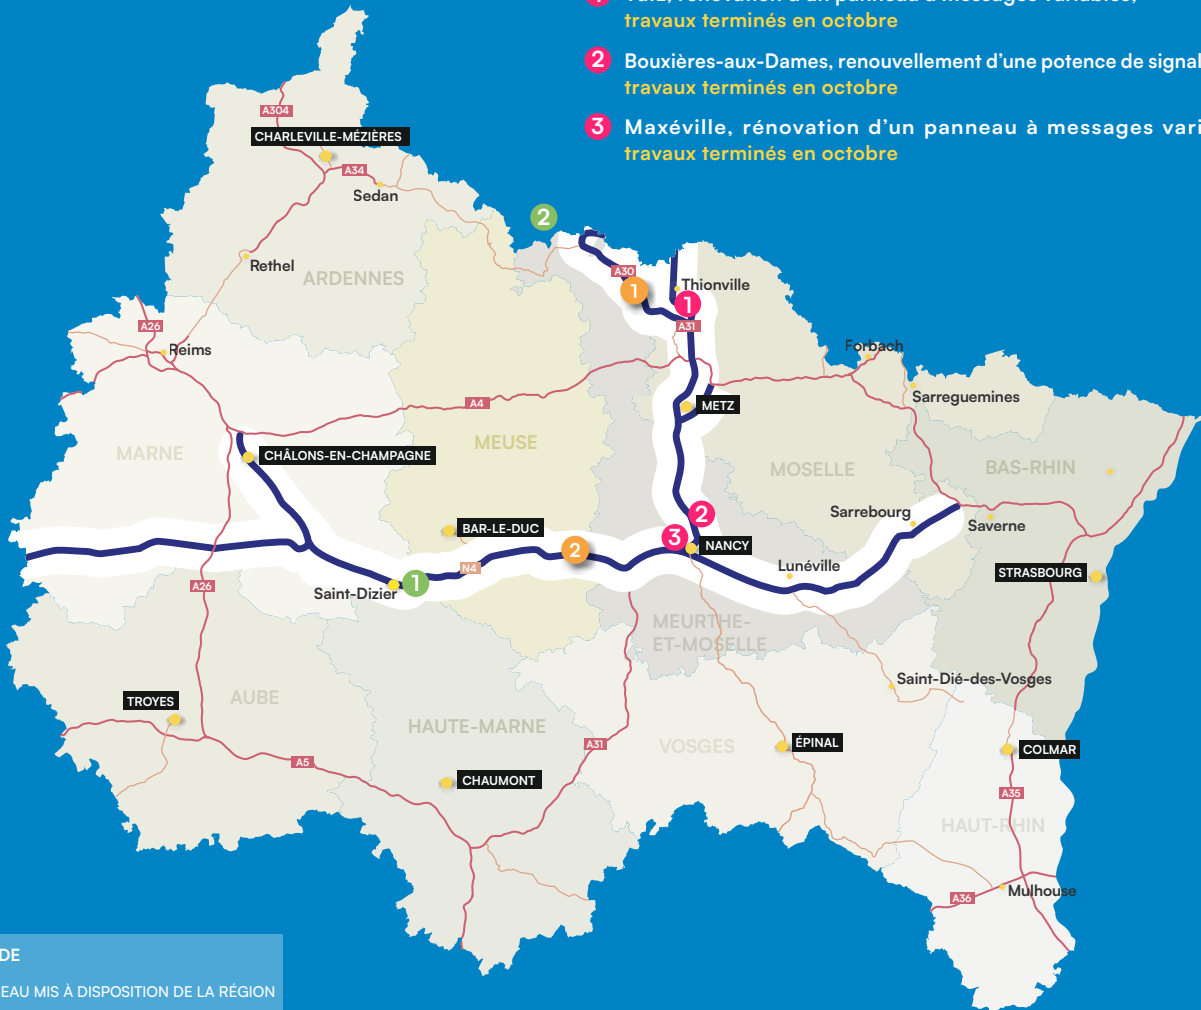 travaux terminés en octobre
2 Bouxières-aux-Dames, renouvellement d'une potence de signal
travaux terminés en octobre
3 Maxéville, rénovation d'un panneau à messages vari
travaux terminés en octobre
A304
CHARLEVILLE-MÉZIÈRES
A34
Sedan
2
Rethel
ARDENNES
A30
Thionville
1
1
A26
A31
Reims
Forbach
Sarreguemines
A4
METZ
MEUSE
MARNE
CHÂLONS-EN-CHAMPAGNE
MOSELLE
BAS-RHIN
Sarrebourg
2
Saverne
BAR-LE-DUC
3
NANCY
2
Lunéville
N4
STRASBOURG
A26
Saint-Dizier
1
MEURTHE-
ET-MOSELLE
Saint-Dié-des-Vosges
TROYES
AUBE
HAUTE-MARNE
A31
VOSGES
ÉPINAL
COLMAR
A5
CHAUMONT
A35
HAUT-RHIN
Mulhouse
A36
DE
EAU MIS À DISPOSITION DE LA RÉGION